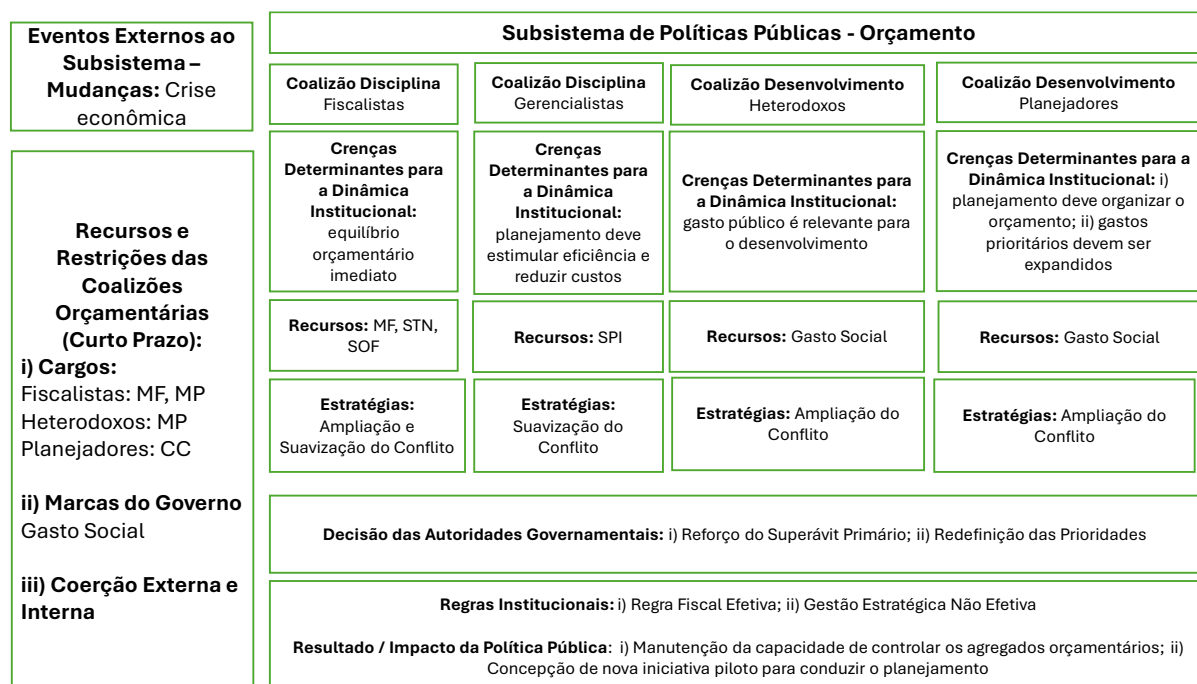 Eventos Externos ao
Subsistema –
Mudanças: Crise
econômica
Recursos e
Restrições das
Coalizões
Orçamentárias
(Curto Prazo):
i) Cargos:
Fiscalistas: MF, MP
Heterodoxos: MP
Planejadores: CC
ii) Marcas do Governo
Gasto Social
iii) Coerção Externa e
Interna
Subsistema de Políticas Públicas - Orçamento
Coalizão Disciplina
Fiscalistas
Coalizão Disciplina
Gerencialistas
Coalizão Desenvolvimento
Heterodoxos
Coalizão Desenvolvimento
Planejadores
Crenças
Determinantes para
a Dinâmica
Institucional:
equilíbrio
orçamentário
imediato
Crenças
Determinantes para
a Dinâmica
Institucional:
planejamento deve
estimular eficiência e
reduzir custos
Crenças Determinantes para
a Dinâmica Institucional:
gasto público é relevante para
o desenvolvimento
Crenças Determinantes para a
Dinâmica Institucional: i)
planejamento deve organizar o
orçamento; ii) gastos
prioritários devem ser
expandidos
Recursos: MF, STN,
SOF
Recursos: SPI
Recursos: Gasto Social
Recursos: Gasto Social
Estratégias:
Ampliação e
Suavização do Conflito
Estratégias:
Suavização do
Conflito
Estratégias: Ampliação do
Conflito
Estratégias: Ampliação do
Conflito
Decisão das Autoridades Governamentais: i) Reforço do Superávit Primário; ii) Redefinição das Prioridades
Regras Institucionais: i) Regra Fiscal Efetiva; ii) Gestão Estratégica Não Efetiva
Resultado / Impacto da Política Pública: i) Manutenção da capacidade de controlar os agregados orçamentários; ii)
Concepção de nova iniciativa piloto para conduzir o planejamento